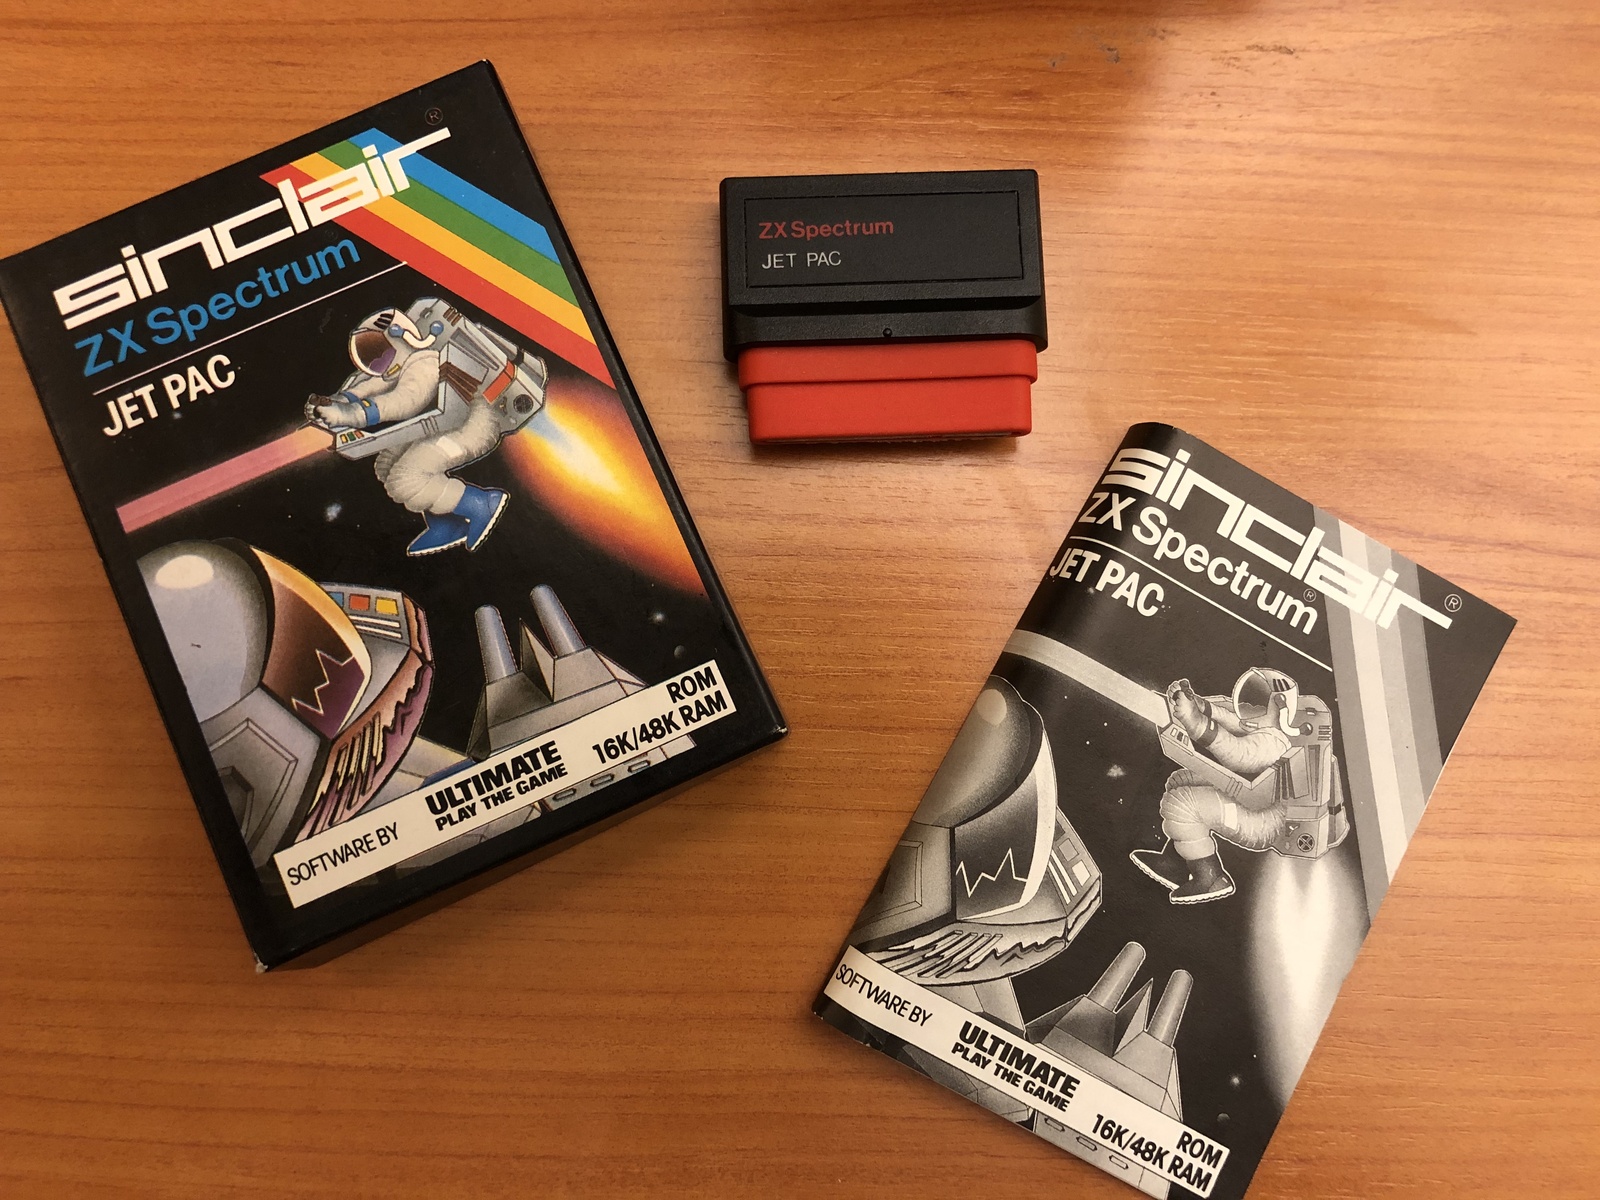 sinclair®
ZX Spectrum
JET PAC
ROM
16K/48K RAM
SOFTWARE BY
ULTIMATE
PLAY THE GAME
ZX Spectrum
JET PAC
sinclair®
ZX Spectrum®
JET PAC
SOFTWARE BY
ULTIMATE
PLAY THE GAME
ROM
16K/48K RAM